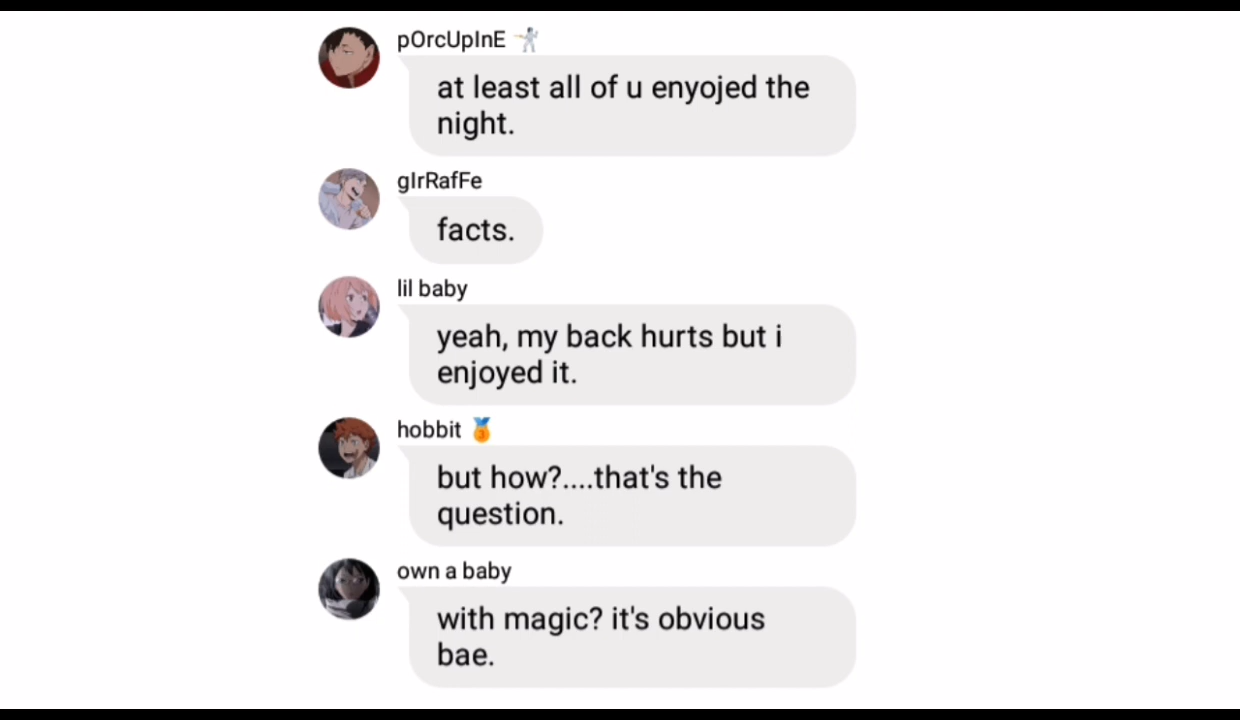 pOrcUpInE 🤺
at least all of u enyojed the
night.
gIrRafFe
facts.
lil baby
yeah, my back hurts but i
enjoyed it.
hobbit 🥉
but how?....that's the
question.
own a baby
with magic? it's obvious
bae.